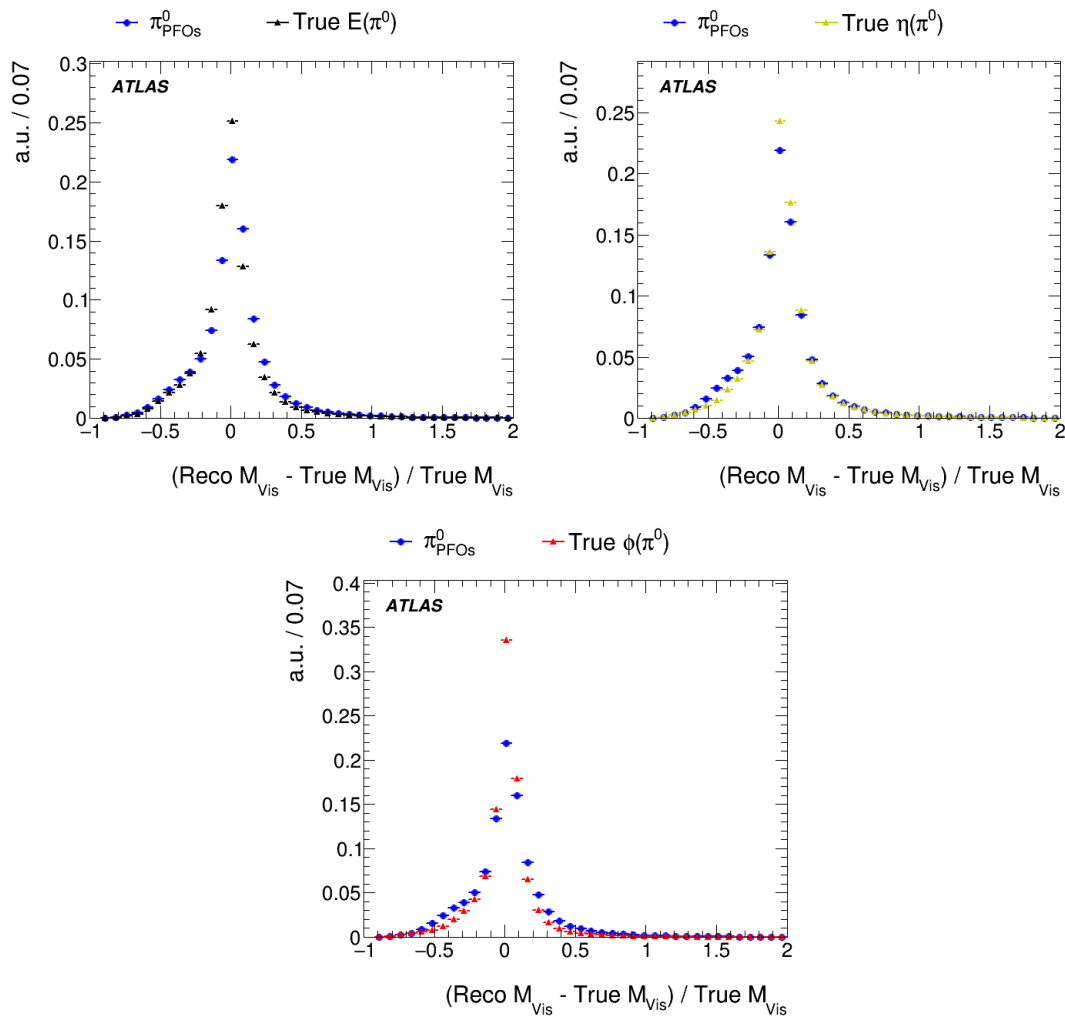 π⁰PFOs True E(π⁰)
a.u. / 0.07
ATLAS
0.3
0.25
0.2
0.15
0.1
0.05
0
−1 −0.5 0 0.5 1 1.5 2
(Reco MVis - True MVis) / True MVis
π⁰PFOs True η(π⁰)
a.u. / 0.07
ATLAS
0.25
0.2
0.15
0.1
0.05
0
−1 −0.5 0 0.5 1 1.5 2
(Reco MVis - True MVis) / True MVis
π⁰PFOs True ϕ(π⁰)
a.u. / 0.07
ATLAS
0.4
0.35
0.3
0.25
0.2
0.15
0.1
0.05
0
−1 −0.5 0 0.5 1 1.5 2
(Reco MVis - True MVis) / True MVis